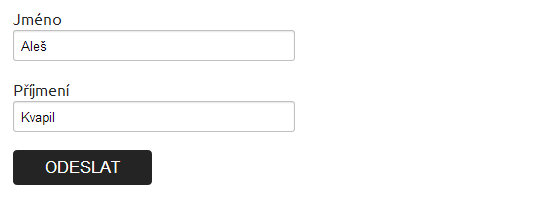 Jméno
Aleš
Příjmení
Kvapil
ODESLAT